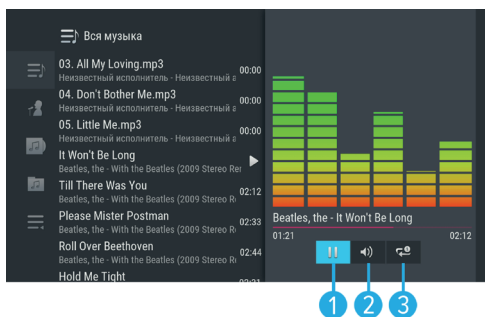 Вся музыка
03. All My Loving.mp3
Неизвестный исполнитель - Неизвестный а
00:00
04. Don't Bother Me.mp3
Неизвестный исполнитель - Неизвестный а
00:00
05. Little Me.mp3
Неизвестный исполнитель - Неизвестный а
00:00
It Won't Be Long
Beatles, the - With the Beatles (2009 Stereo Rer
Till There Was You
Beatles, the - With the Beatles (2009 Stereo R
02:12
Please Mister Postman
Beatles, the - With the Beatles (2009 Stereo R
02:33
Roll Over Beethoven
Beatles, the - With the Beatles (2009 Stereo R
02:44
Hold Me Tight
Beatles, the - It Won't Be Long
01:21 02:12
1 2 3